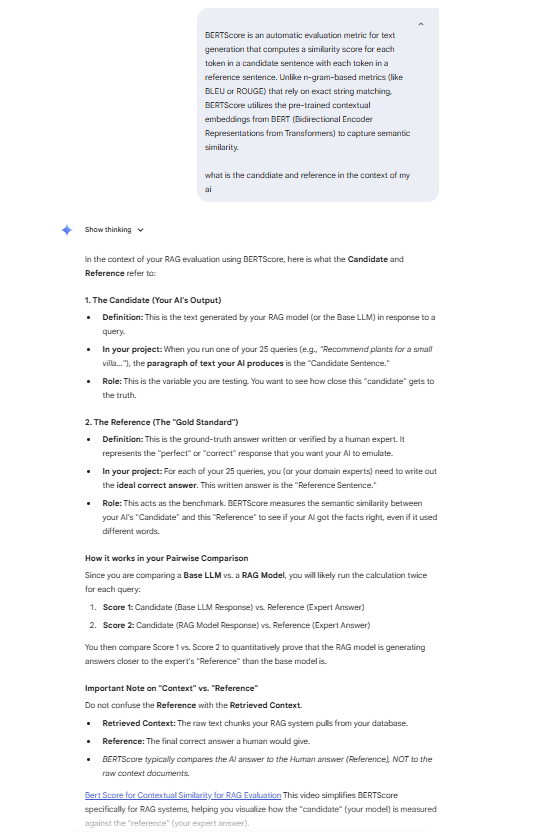 BERTScore is an automatic evaluation metric for text
generation that computes a similarity score for each
token in a candidate sentence with each token in a
reference sentence. Unlike n-gram-based metrics (like
BLEU or ROUGE) that rely on exact string matching,
BERTScore utilizes the pre-trained contextual
embeddings from BERT (Bidirectional Encoder
Representations from Transformers) to capture semantic
similarity.
what is the canddiate and reference in the context of my
ai
Show thinking
In the context of your RAG evaluation using BERTScore, here is what the Candidate and
Reference refer to:
1. The Candidate (Your AI's Output)
• Definition: This is the text generated by your RAG model (or the Base LLM) in response to a
query.
• In your project: When you run one of your 25 queries (e.g., "Recommend plants for a small
villa..."), the paragraph of text your AI produces is the "Candidate Sentence."
• Role: This is the variable you are testing. You want to see how close this "candidate" gets to
the truth.
2. The Reference (The "Gold Standard")
• Definition: This is the ground-truth answer written or verified by a human expert. It
represents the "perfect" or "correct" response that you want your AI to emulate.
• In your project: For each of your 25 queries, you (or your domain experts) need to write out
the ideal correct answer. This written answer is the "Reference Sentence."
• Role: This acts as the benchmark. BERTScore measures the semantic similarity between
your AI's "Candidate" and this "Reference" to see if your AI got the facts right, even if it used
different words.
How it works in your Pairwise Comparison
Since you are comparing a Base LLM vs. a RAG Model, you will likely run the calculation twice
for each query:
1. Score 1: Candidate (Base LLM Response) vs. Reference (Expert Answer)
2. Score 2: Candidate (RAG Model Response) vs. Reference (Expert Answer)
You then compare Score 1 vs. Score 2 to quantitatively prove that the RAG model is generating
answers closer to the expert's "Reference" than the base model is.
Important Note on "Context" vs. "Reference"
Do not confuse the Reference with the Retrieved Context.
• Retrieved Context: The raw text chunks your RAG system pulls from your database.
• Reference: The final correct answer a human would give.
• BERTScore typically compares the AI answer to the Human answer (Reference), NOT to the
raw context documents.
Bert Score for Contextual Similarity for RAG Evaluation This video simplifies BERTScore
specifically for RAG systems, helping you visualize how the "candidate" (your model) is measured
against the "reference" (your expert answer).